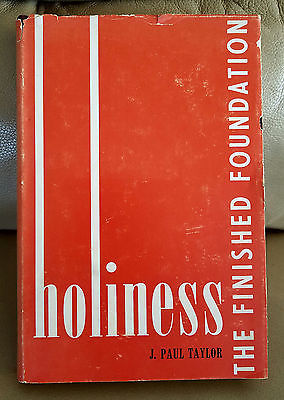 holiness
THE FINISHED FOUNDATION
J. PAUL TAYLOR